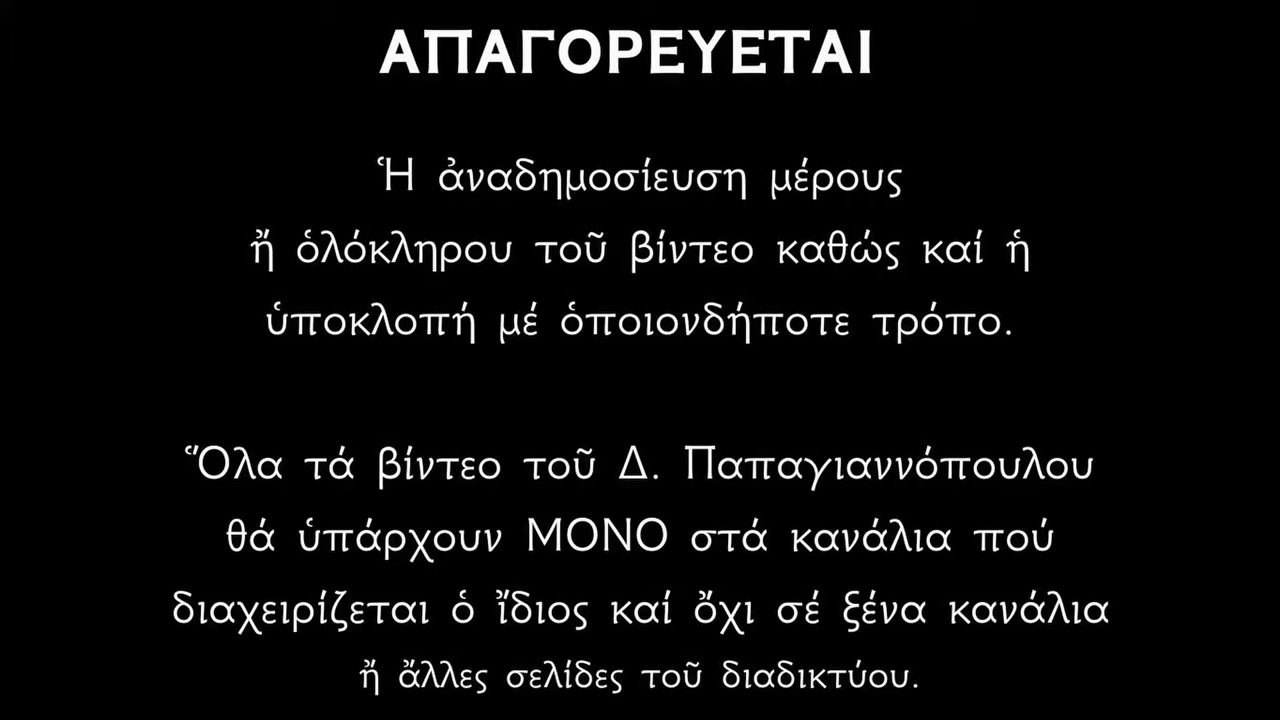 ΑΠΑΓΟΡΕΥΕΤΑΙ
Ἡ ἀναδημοσίευση μέρους
ἤ ὁλόκληρου τοῦ βίντεο καθώς καί ἡ
ὑποκλοπή μέ ὁποιονδήποτε τρόπο.
Ὅλα τά βίντεο τοῦ Δ. Παπαγιαννόπουλου
θά ὑπάρχουν ΜΟΝΟ στά κανάλια πού
διαχειρίζεται ὁ ἴδιος καί ὄχι σέ ξένα κανάλια
ἤ ἄλλες σελίδες τοῦ διαδικτύου.